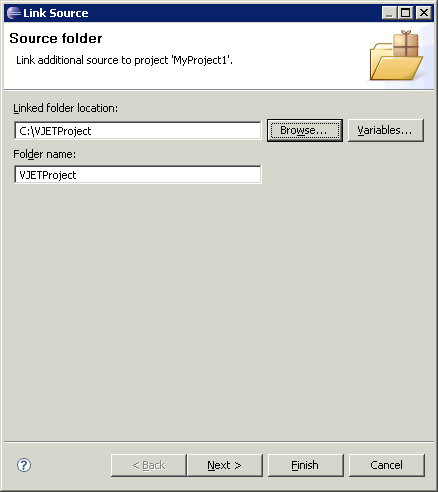 Link Source
Source folder
Link additional source to project 'MyProject1'.
Linked folder location:
C:\VJETProject
Browse...
Variables...
Folder name:
VJETProject
?
< Back
Next >
Finish
Cancel